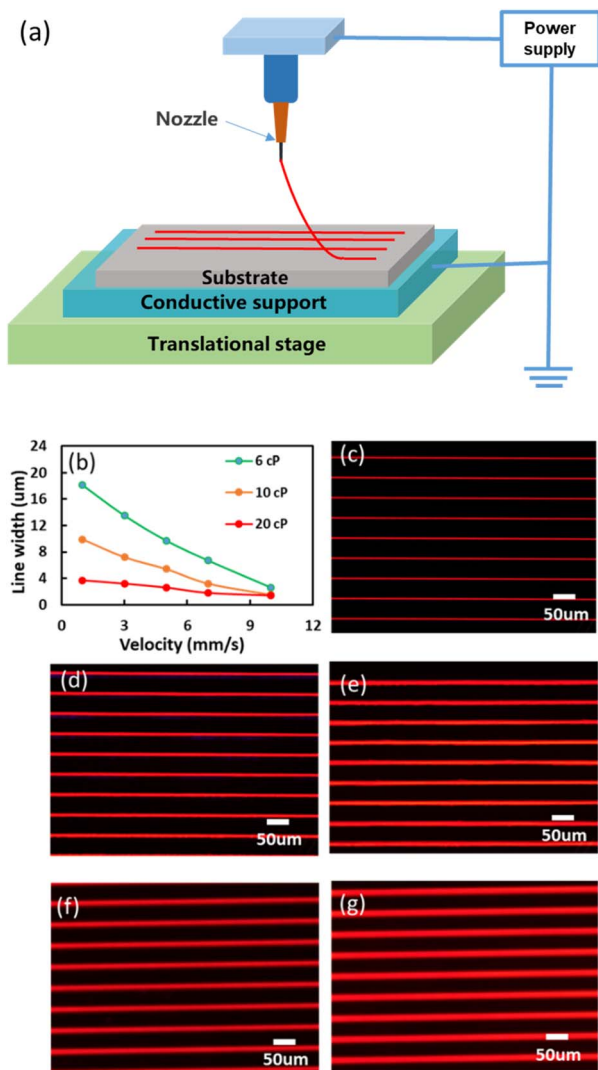 (a)
Power
supply
Nozzle
Substrate
Conductive support
Translational stage
(b)
24
20
16
12
8
4
0
Line width (um)
6 cP
10 cP
20 cP
0 3 6 9 12
Velocity (mm/s)
(c)
50um
(d)
50um
(e)
50um
(f)
50um
(g)
50um